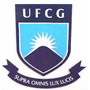 UFCG
SUPRA OMNIS LUX LUCIS